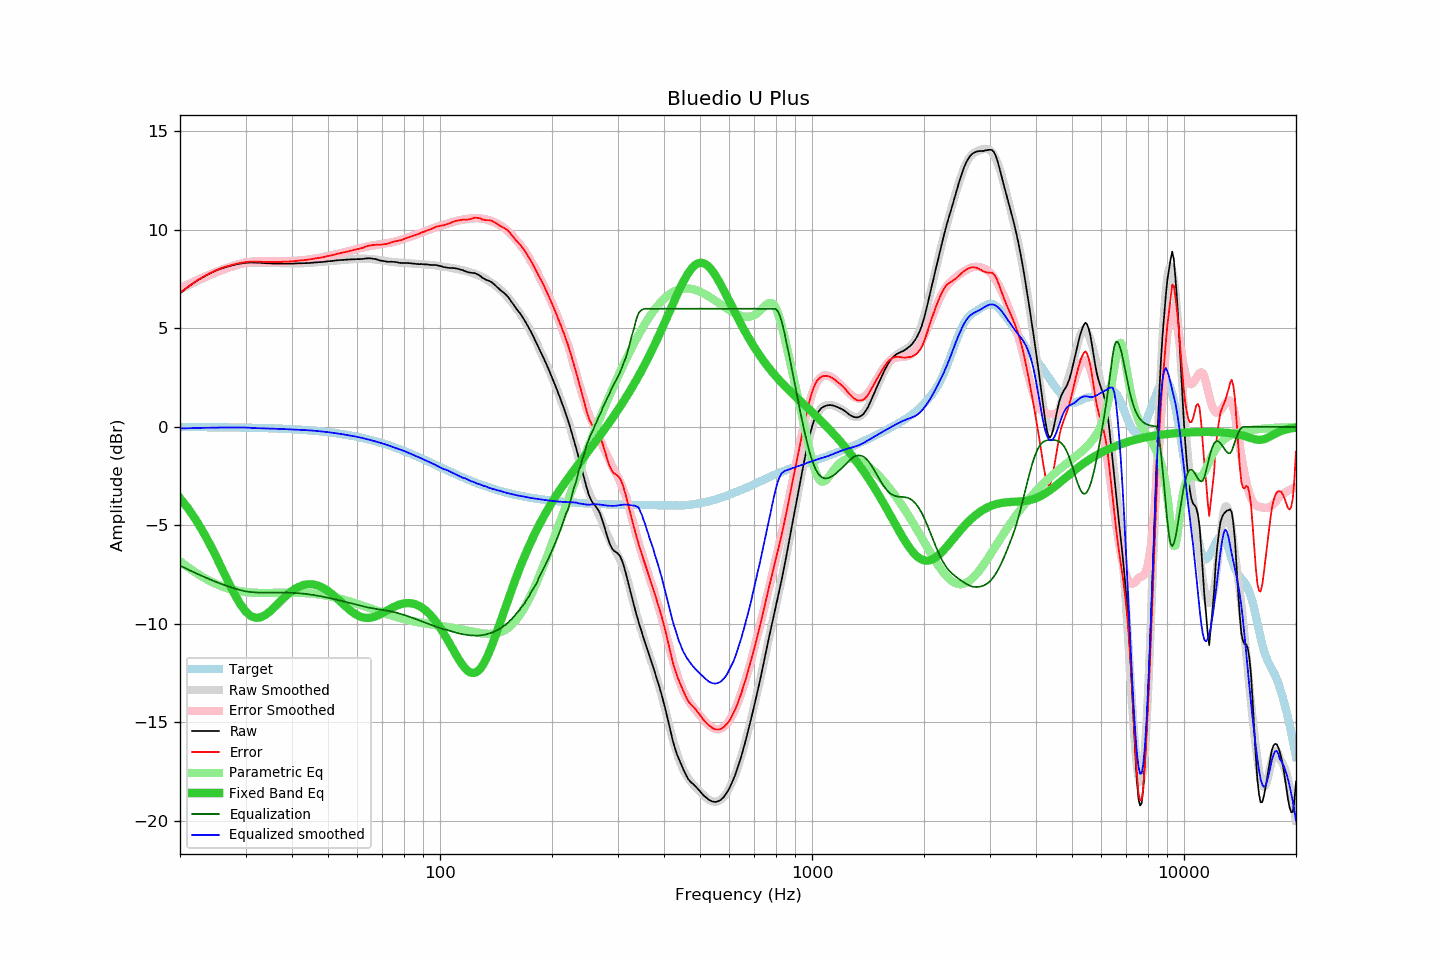 Bluedio U Plus
15
10
5
0
−5
−10
−15
−20
Amplitude (dBr)
Target
Raw Smoothed
Error Smoothed
Raw
Error
Parametric Eq
Fixed Band Eq
Equalization
Equalized smoothed
100
1000
10000
Frequency (Hz)